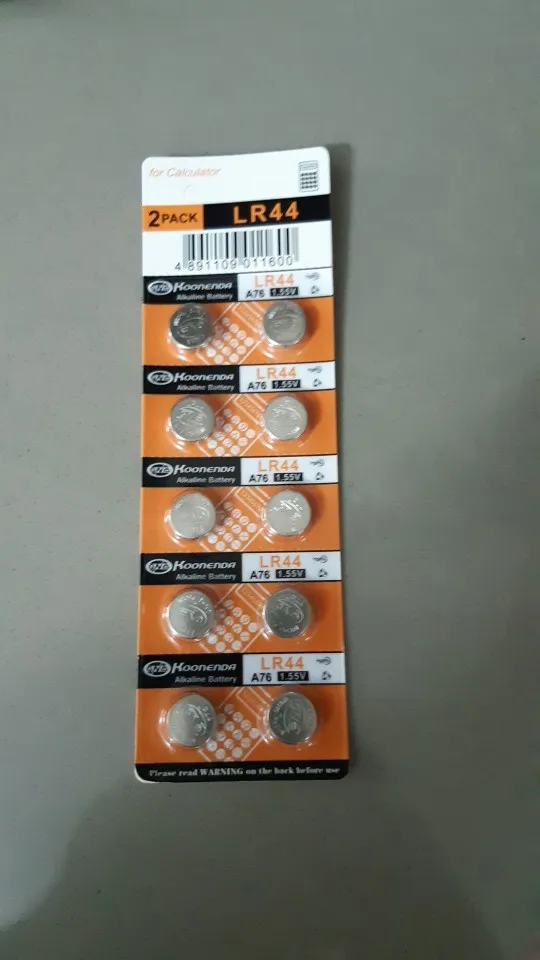 for Calculator
2 PACK LR44
4 891109 011600
KOONENDA LR44
Alkaline Battery A76 1.55V
KOONENDA LR44
Alkaline Battery A76 1.55V
KOONENDA LR44
Alkaline Battery A76 1.55V
KOONENDA LR44
Alkaline Battery A76 1.55V
KOONENDA LR44
Alkaline Battery A76 1.55V
Please read WARNING on the back before use